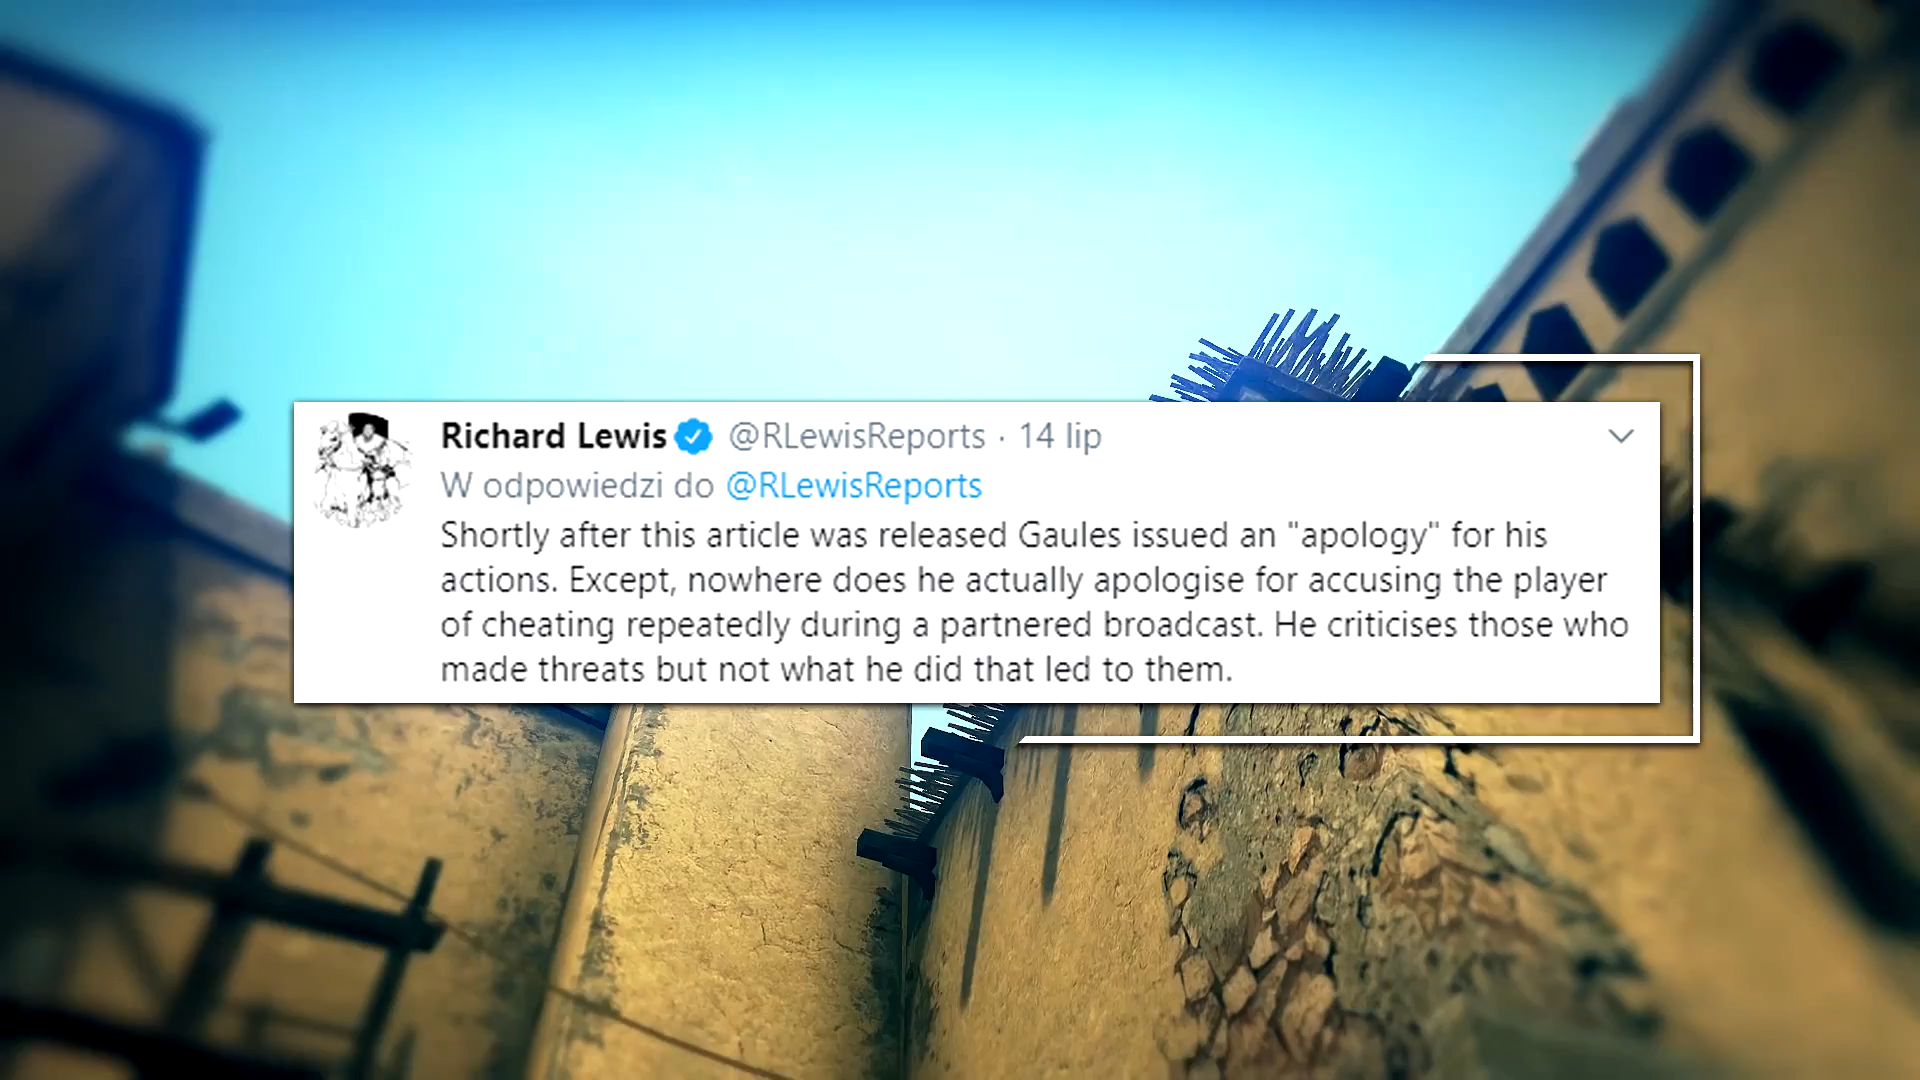 Richard Lewis @RLewisReports · 14 lip
W odpowiedzi do @RLewisReports
Shortly after this article was released Gaules issued an "apology" for his
actions. Except, nowhere does he actually apologise for accusing the player
of cheating repeatedly during a partnered broadcast. He criticises those who
made threats but not what he did that led to them.